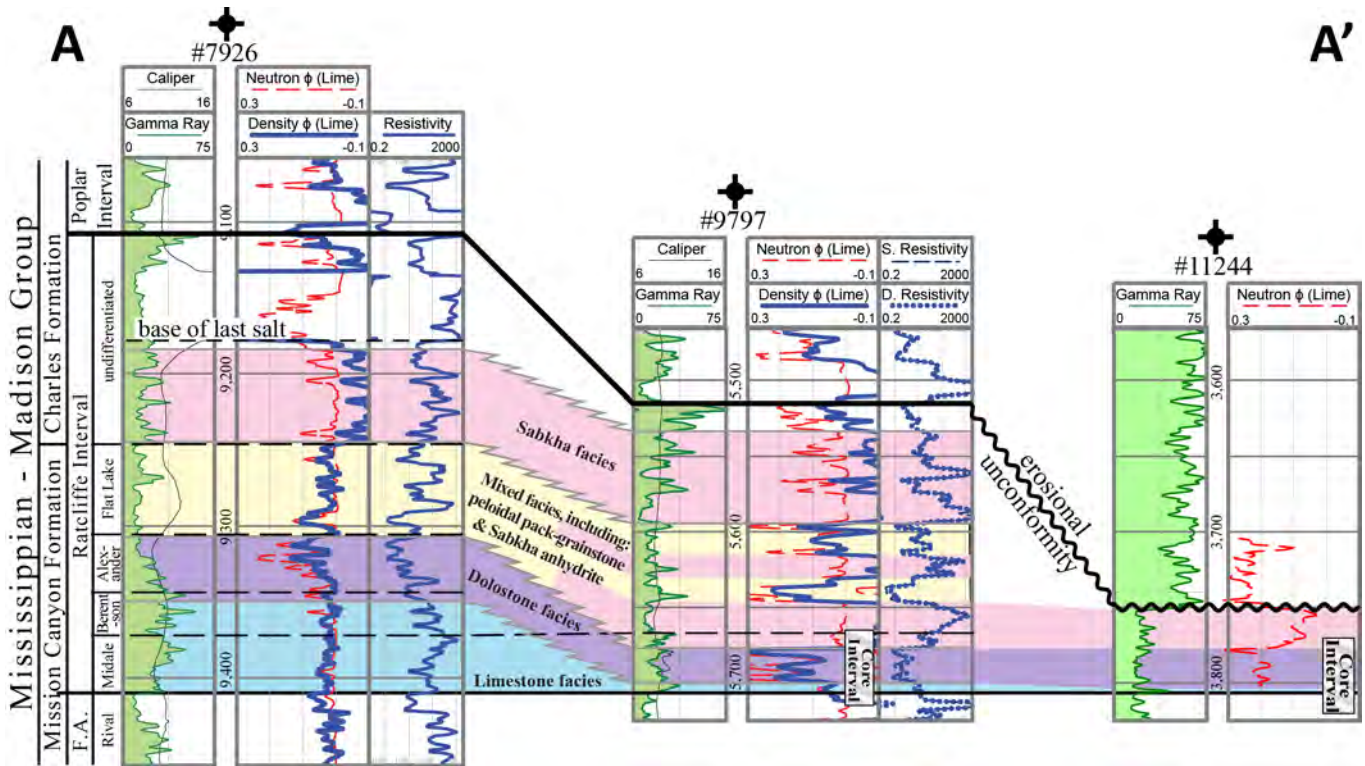 A
A'
#7926
#9797
#11244
Mississippian - Madison Group
Mission Canyon Formation
Charles Formation
F.A.
Ratcliffe Interval
Poplar
Interval
undifferentiated
Flat Lake
Alex-
ander
Berent
-son
Midale
Rival
Caliper
6 16
Gamma Ray
0 75
Neutron ϕ (Lime)
0.3 -0.1
Density ϕ (Lime)
0.3 -0.1
Resistivity
0.2 2000
9,100
9,200
9,300
9,400
base of last salt
Sabkha facies
Mixed facies, including:
peloidal pack-grainstone
& Sabkha anhydrite
Dolostone facies
Limestone facies
Caliper
6 16
Gamma Ray
0 75
Neutron ϕ (Lime)
0.3 -0.1
Density ϕ (Lime)
0.3 -0.1
S. Resistivity
0.2 2000
D. Resistivity
0.2 2000
5,500
5,600
5,700
Core
Interval
erosional
unconformity
Gamma Ray
0 75
Neutron ϕ (Lime)
0.3 -0.1
3,600
3,700
3,800
Core
Interval